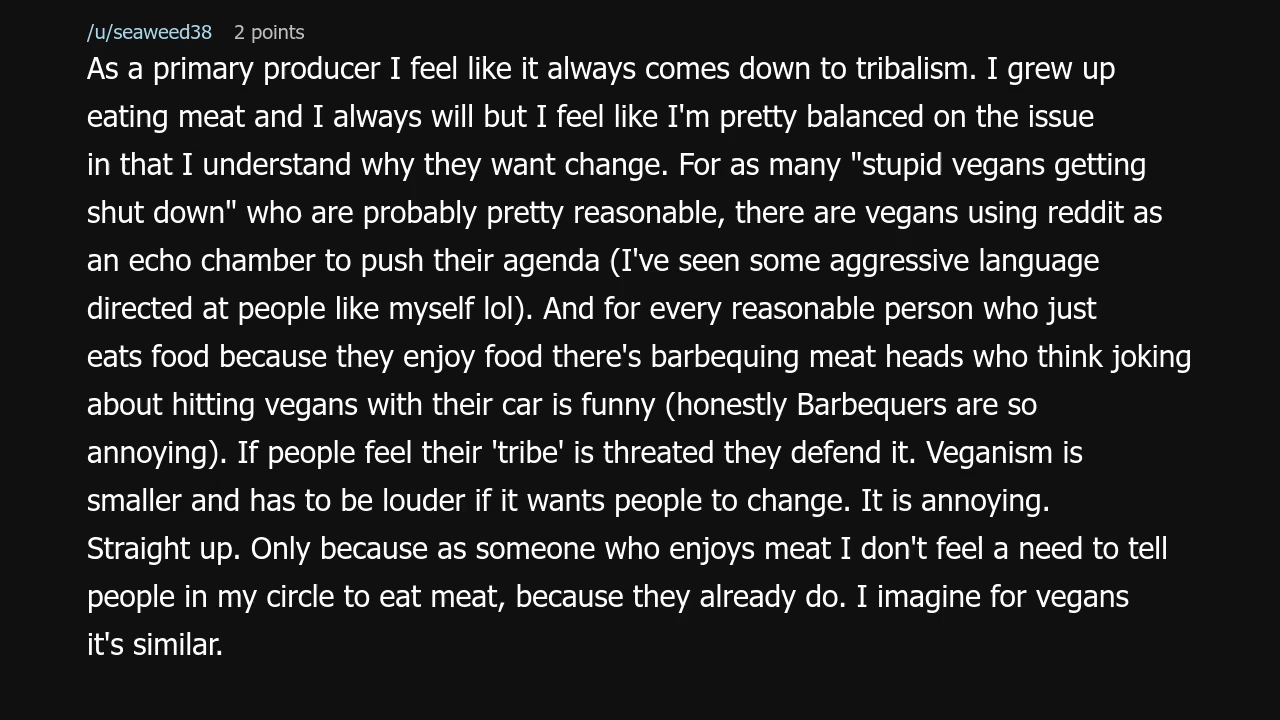 /u/seaweed38 2 points
As a primary producer I feel like it always comes down to tribalism. I grew up
eating meat and I always will but I feel like I'm pretty balanced on the issue
in that I understand why they want change. For as many "stupid vegans getting
shut down" who are probably pretty reasonable, there are vegans using reddit as
an echo chamber to push their agenda (I've seen some aggressive language
directed at people like myself lol). And for every reasonable person who just
eats food because they enjoy food there's barbequing meat heads who think joking
about hitting vegans with their car is funny (honestly Barbequers are so
annoying). If people feel their 'tribe' is threated they defend it. Veganism is
smaller and has to be louder if it wants people to change. It is annoying.
Straight up. Only because as someone who enjoys meat I don't feel a need to tell
people in my circle to eat meat, because they already do. I imagine for vegans
it's similar.